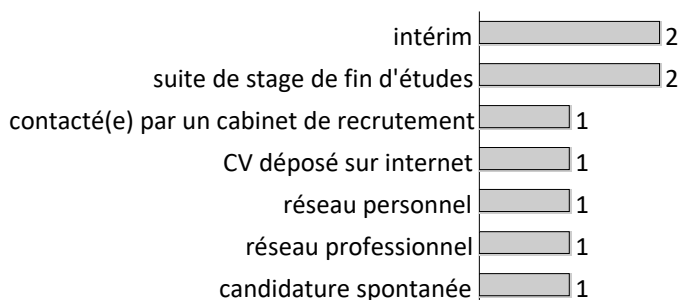 intérim 2
suite de stage de fin d'études 2
contacté(e) par un cabinet de recrutement 1
CV déposé sur internet 1
réseau personnel 1
réseau professionnel 1
candidature spontanée 1